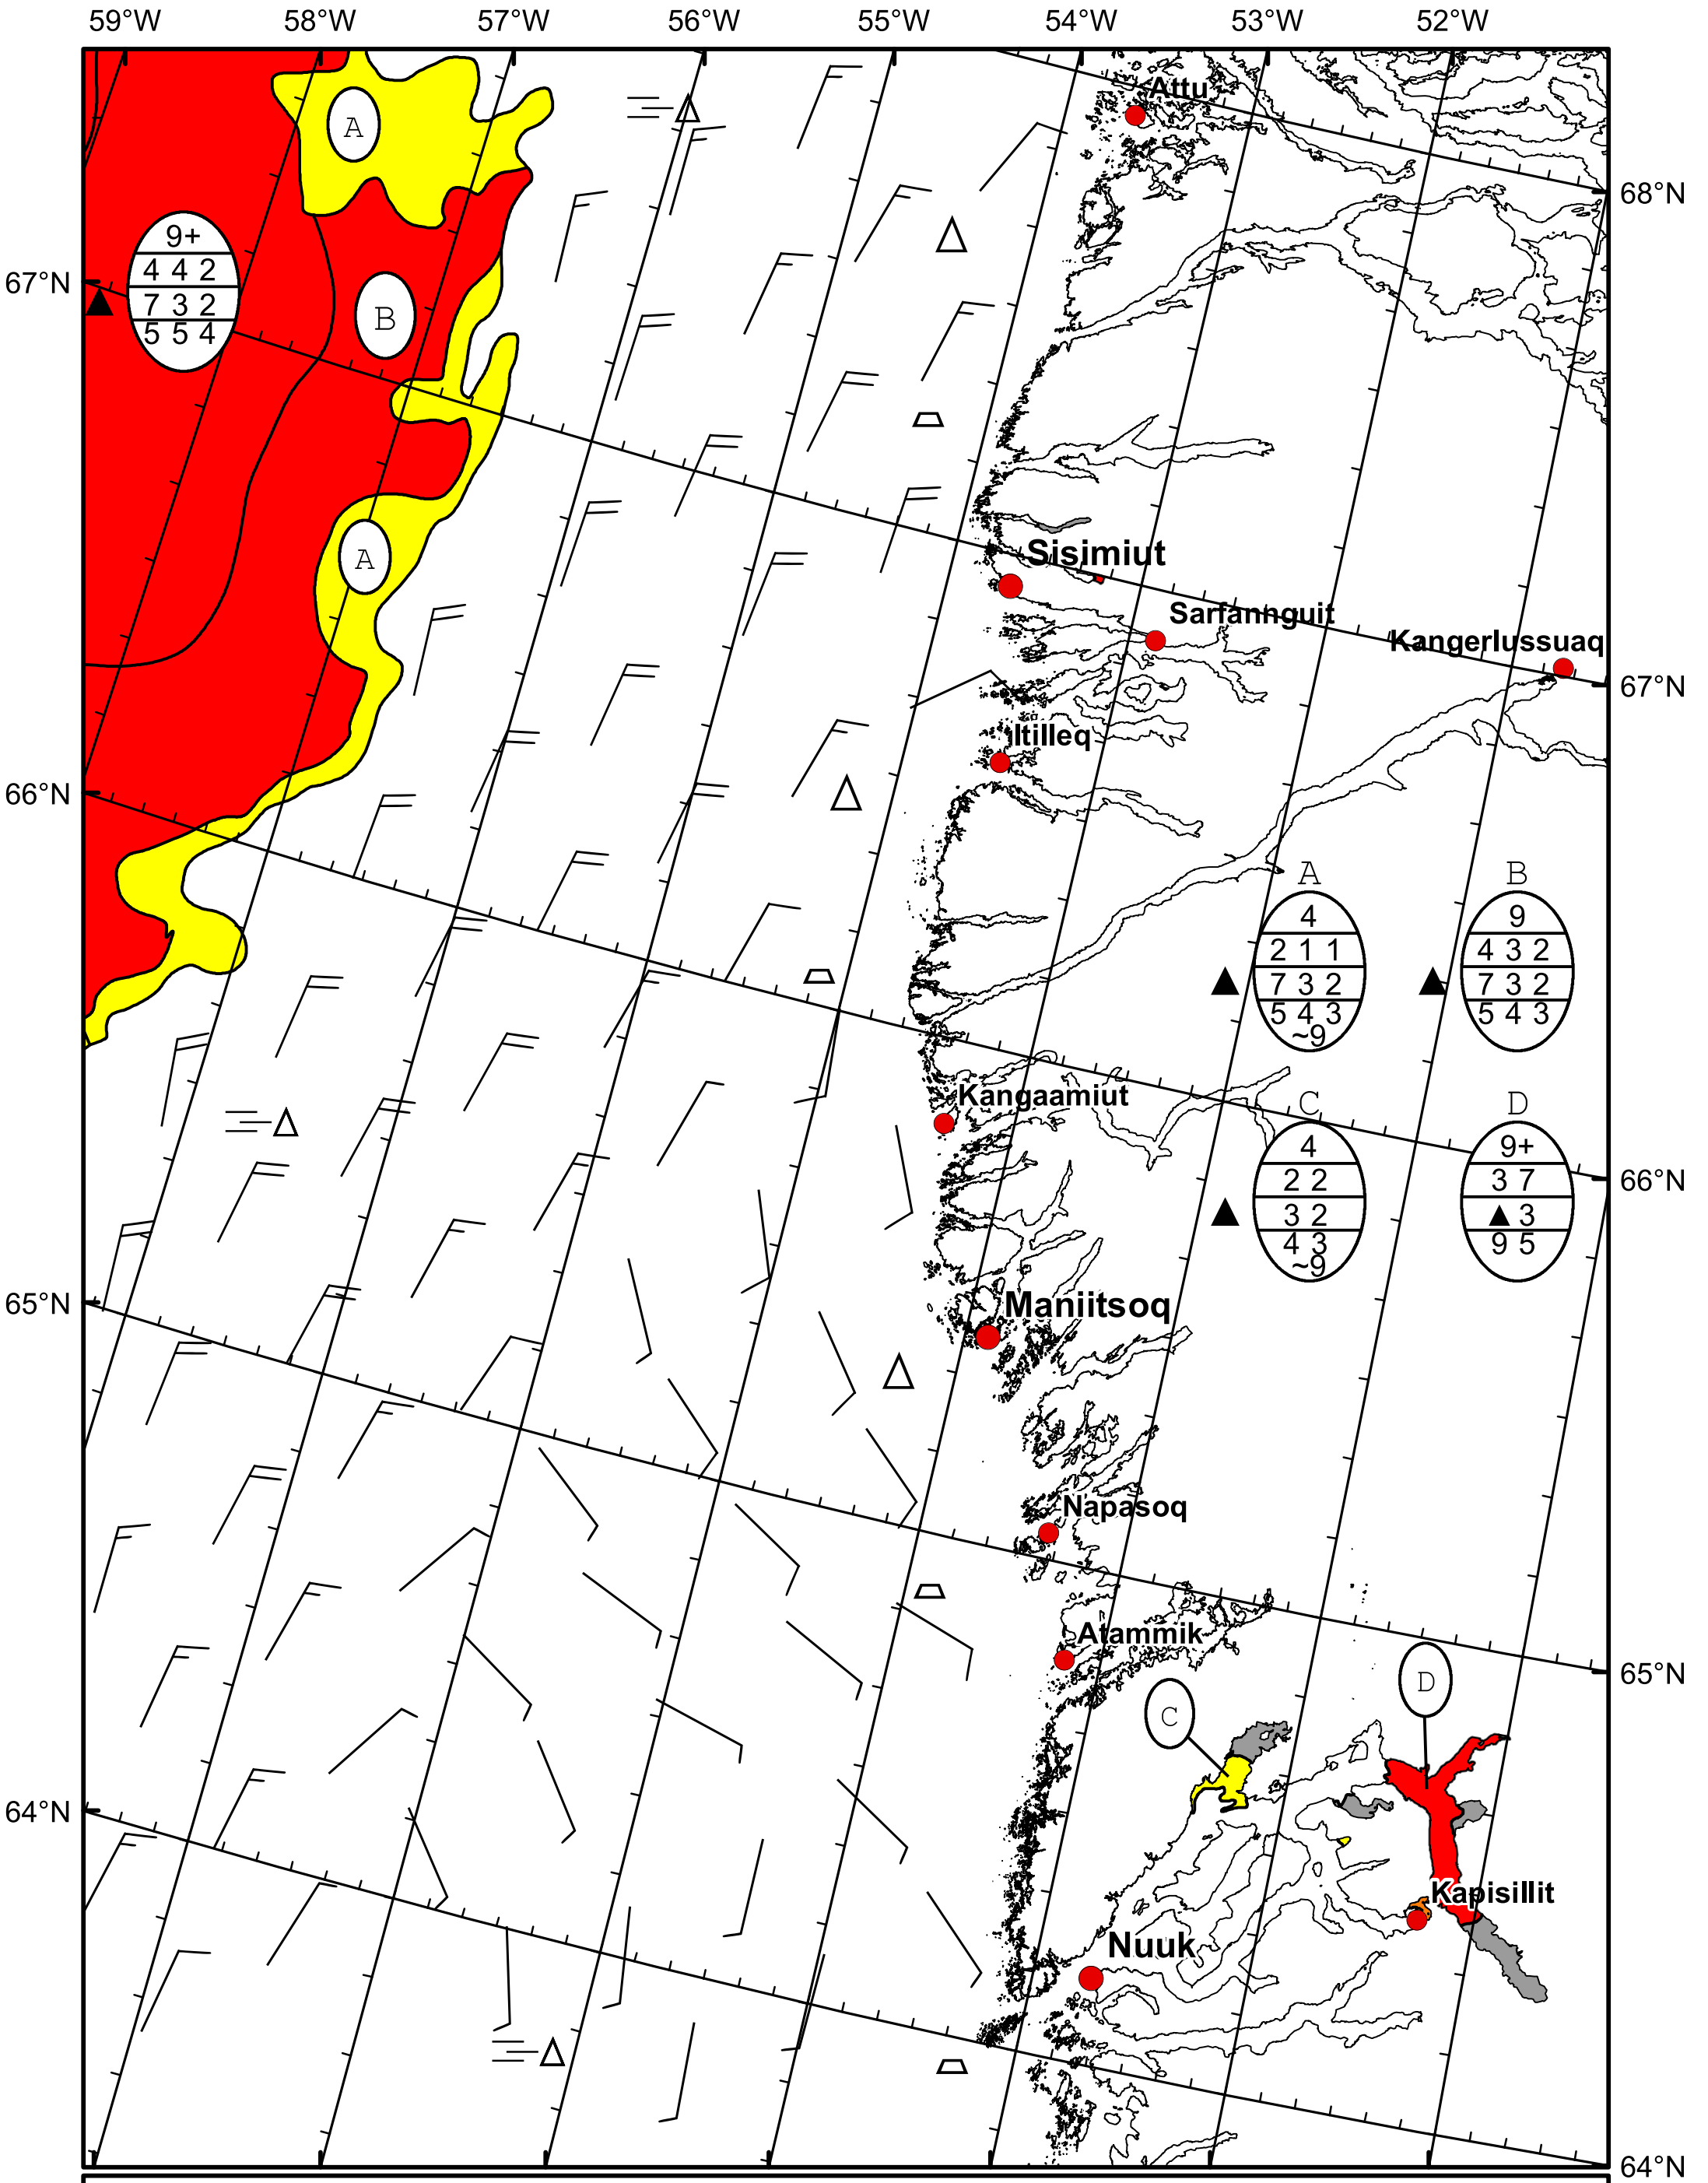 59°W 58°W 57°W 56°W 55°W 54°W 53°W 52°W
Attu
A
68°N
9+
4 4 2
7 3 2
5 5 4
67°N
B
A
Sisimiut
Sarfannguit
Kangerlussuaq
67°N
Itilleq
66°N
A B
4 9
2 1 1 4 3 2
7 3 2 7 3 2
5 4 3 5 4 3
~9
Kangaamiut
C D
4 9+
2 2 3 7
66°N
3 2 ▲ 3
4 3 9 5
~9
65°N
Maniitsoq
Napasoq
Atammik
65°N
D
C
64°N
Kapisillit
Nuuk
64°N